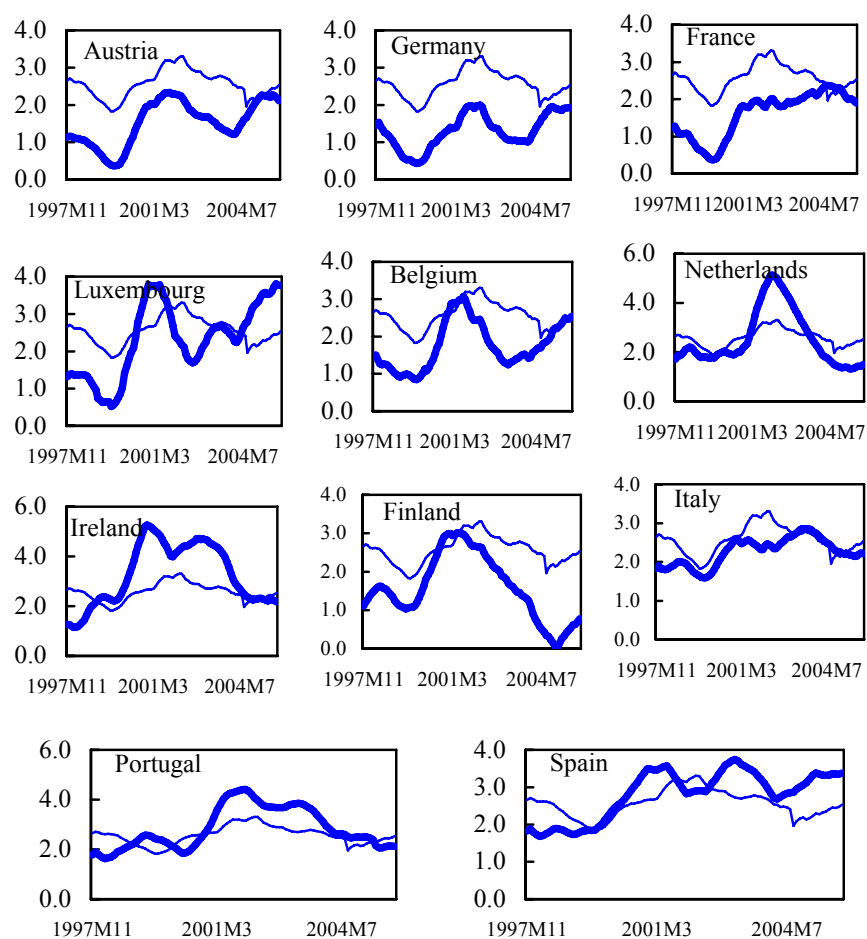 4.0 4.0 4.0
Austria Germany France
3.0 3.0 3.0
2.0 2.0 2.0
1.0 1.0 1.0
0.0 0.0 0.0
1997M11 2001M3 2004M7 1997M11 2001M3 2004M7 1997M11 2001M3 2004M7
4.0 4.0 6.0
Luxembourg Belgium Netherlands
3.0 3.0 4.0
2.0 2.0 2.0
1.0 1.0
0.0 0.0 0.0
1997M11 2001M3 2004M7 1997M11 2001M3 2004M7 1997M11 2001M3 2004M7
6.0 4.0 4.0
Ireland Finland Italy
4.0 3.0 3.0
2.0 2.0 2.0
1.0 1.0
0.0 0.0 0.0
1997M11 2001M3 2004M7 1997M11 2001M3 2004M7 1997M11 2001M3 2004M7
6.0 4.0
Portugal Spain
4.0 3.0
2.0 2.0
1.0
0.0 0.0
1997M11 2001M3 2004M7 1997M11 2001M3 2004M7